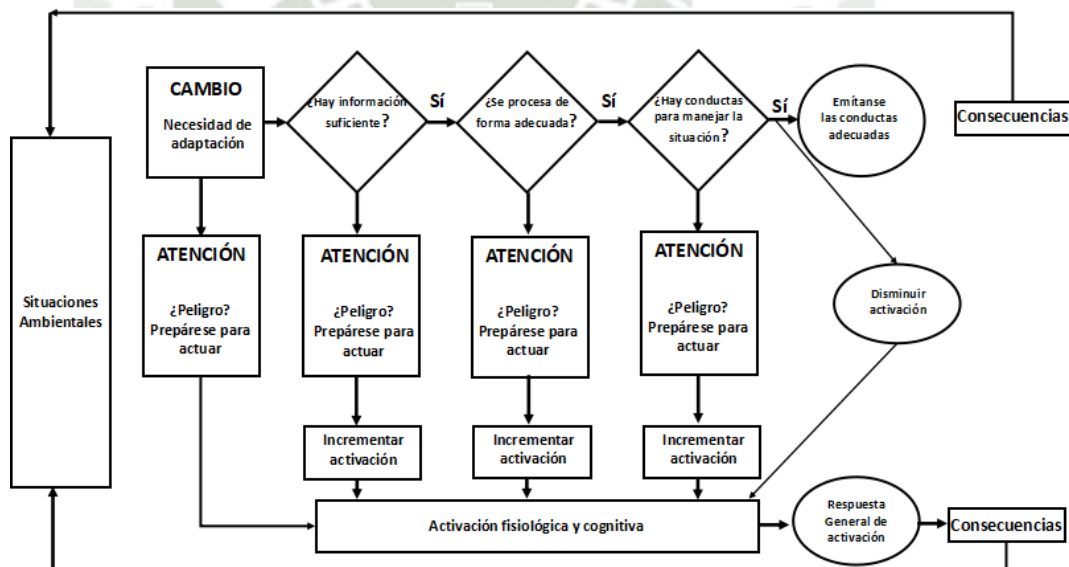 CAMBIO
Necesidad de
adaptación
¿Hay información
suficiente?
Sí
¿Se procesa de
forma adecuada?
Sí
¿Hay conductas
para manejar la
situación?
Sí
Emítanse
las conductas
adecuadas
Consecuencias
Situaciones
Ambientales
ATENCIÓN
¿Peligro?
Prepárese para
actuar
ATENCIÓN
¿Peligro?
Prepárese para
actuar
ATENCIÓN
¿Peligro?
Prepárese para
actuar
ATENCIÓN
¿Peligro?
Prepárese para
actuar
Disminuir
activación
Incrementar
activación
Incrementar
activación
Incrementar
activación
Activación fisiológica y cognitiva
Respuesta
General de
activación
Consecuencias